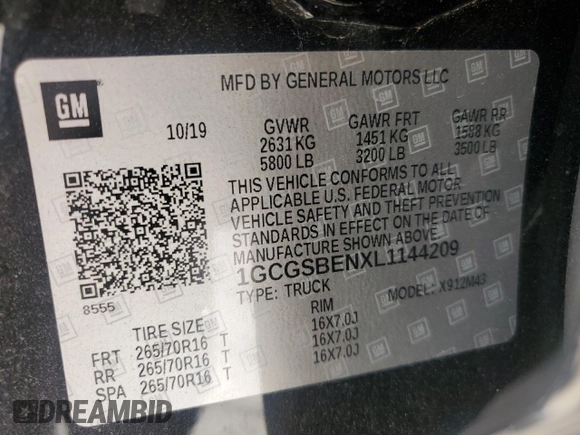 MFD BY GENERAL MOTORS LLC
GM
10/19
GVWR GAWR FRT GAWR RR
2631 KG 1451 KG 1588 KG
5800 LB 3200 LB 3500 LB
THIS VEHICLE CONFORMS TO ALL
APPLICABLE U.S. FEDERAL MOTOR
VEHICLE SAFETY AND THEFT PREVENTION
STANDARDS IN EFFECT ON THE DATE OF
MANUFACTURE SHOWN ABOVE.
1GCGSBENXL1144209
TYPE: TRUCK MODEL: X912M43
8555
TIRE SIZE RIM
FRT 265/70R16 T 16X7.0J
RR 265/70R16 T 16X7.0J
SPA 265/70R16 T 16X7.0J
DREAMBID